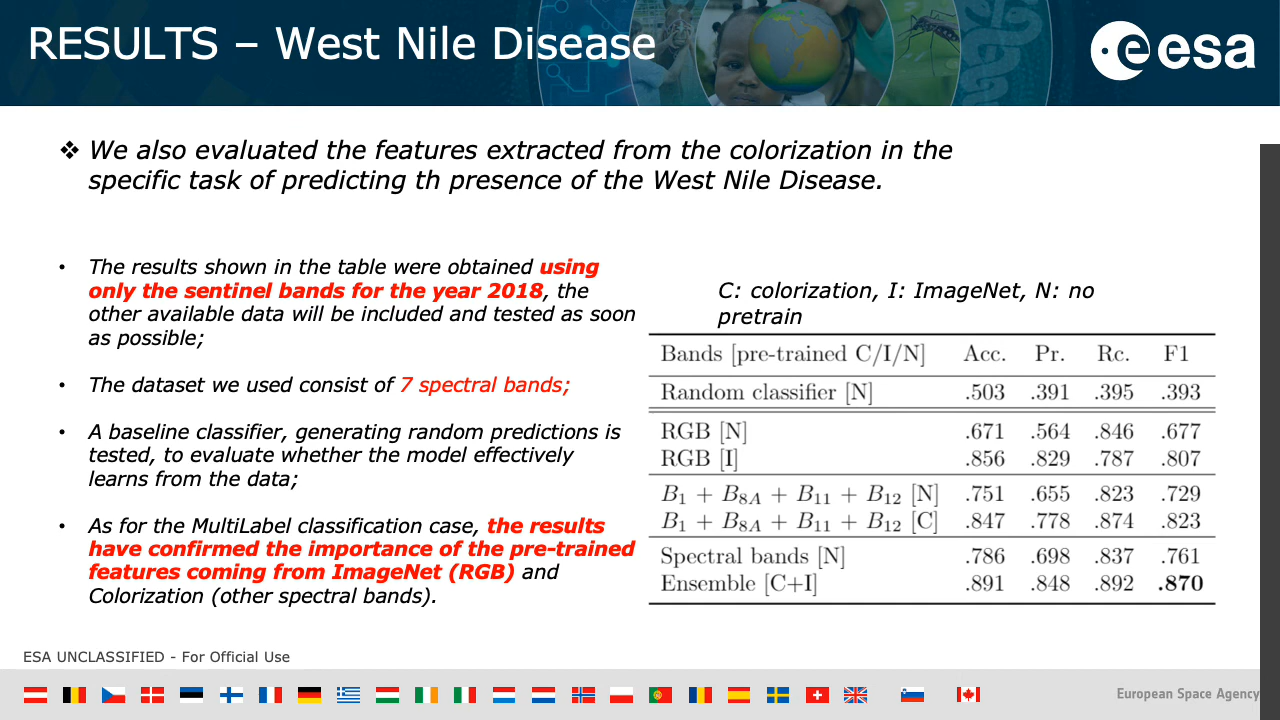 RESULTS – West Nile Disease
esa
❖ We also evaluated the features extracted from the colorization in the
specific task of predicting th presence of the West Nile Disease.
• The results shown in the table were obtained using
only the sentinel bands for the year 2018, the
other available data will be included and tested as soon
as possible;
• The dataset we used consist of 7 spectral bands;
• A baseline classifier, generating random predictions is
tested, to evaluate whether the model effectively
learns from the data;
• As for the MultiLabel classification case, the results
have confirmed the importance of the pre-trained
features coming from ImageNet (RGB) and
Colorization (other spectral bands).
C: colorization, I: ImageNet, N: no
pretrain
Bands [pre-trained C/I/N] Acc. Pr. Rc. F1
Random classifier [N] .503 .391 .395 .393
RGB [N] .671 .564 .846 .677
RGB [I] .856 .829 .787 .807
B1 + B8A + B11 + B12 [N] .751 .655 .823 .729
B1 + B8A + B11 + B12 [C] .847 .778 .874 .823
Spectral bands [N] .786 .698 .837 .761
Ensemble [C+I] .891 .848 .892 .870
ESA UNCLASSIFIED - For Official Use
European Space Agency